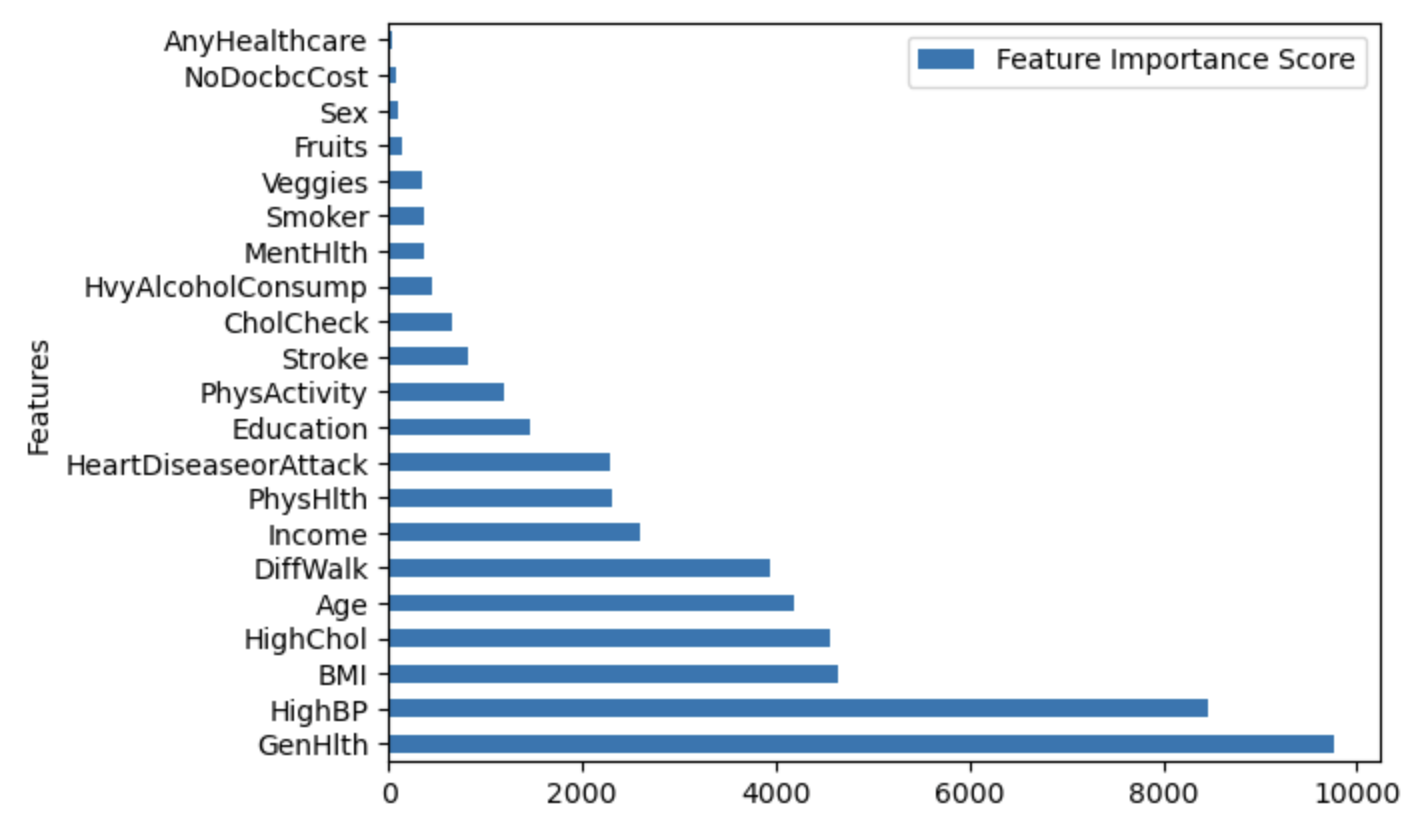 AnyHealthcare
NoDocbcCost
Sex
Fruits
Veggies
Smoker
MentHlth
HvyAlcoholConsump
CholCheck
Stroke
PhysActivity
Education
HeartDiseaseorAttack
PhysHlth
Income
DiffWalk
Age
HighChol
BMI
HighBP
GenHlth
Features
Feature Importance Score
0 2000 4000 6000 8000 10000